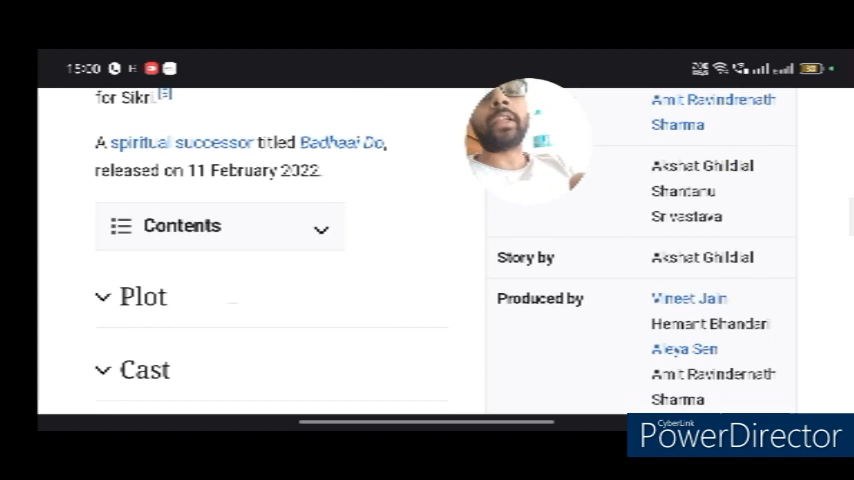 15:00
for Sikri.[5]
A spiritual successor titled Badhaai Do,
released on 11 February 2022.
Contents
Plot
Cast
Amit Ravindrenath
Sharma
Akshat Ghildial
Shantanu
Srivastava
Story by
Akshat Ghildial
Produced by
Vineet Jain
Hemant Bhandari
Aleya Sen
Amit Ravindernath
Sharma
CyberLink
PowerDirector